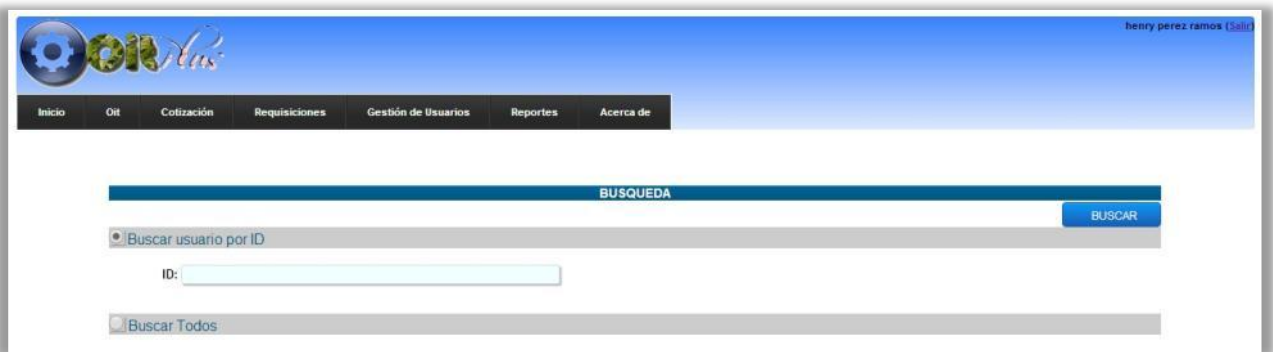 henry perez ramos (Salir)
OIR Plus
Inicio Oit Cotización Requisiciones Gestión de Usuarios Reportes Acerca de
BUSQUEDA
BUSCAR
Buscar usuario por ID
ID:
Buscar Todos